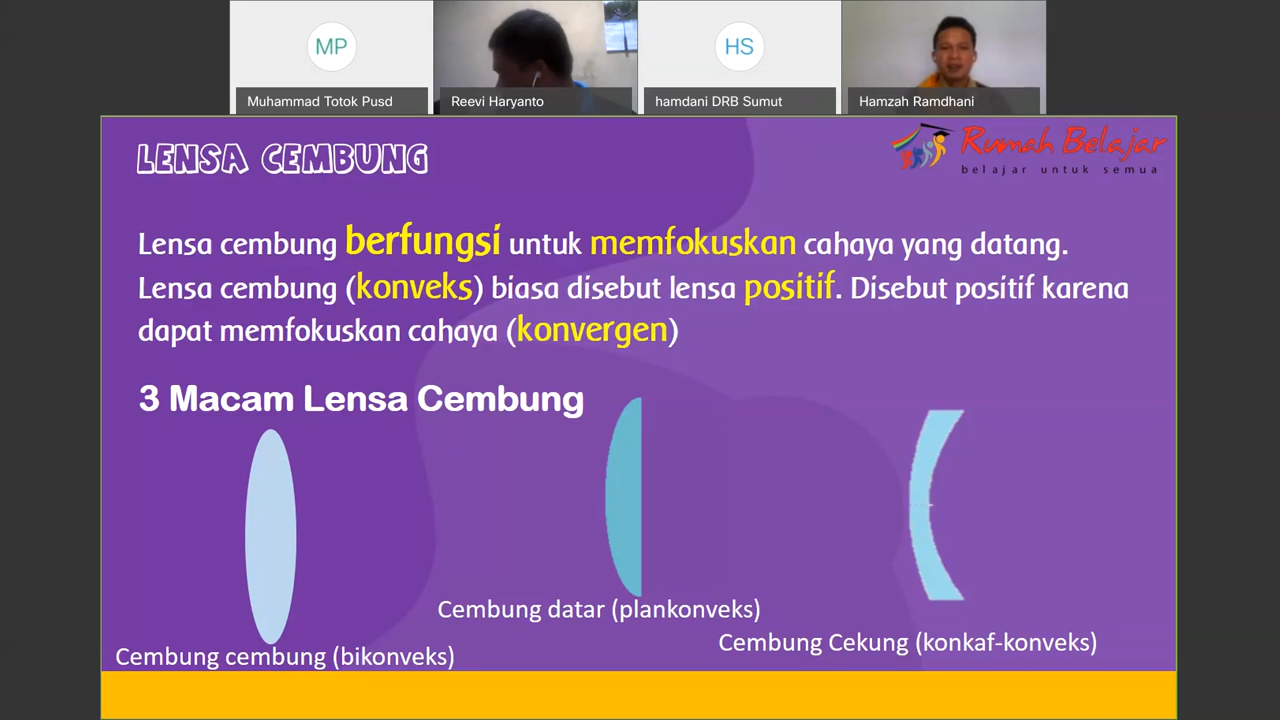 MP
HS
Muhammad Totok Pusd
Reevi Haryanto
hamdani DRB Sumut
Hamzah Ramdhani
LENSA CEMBUNG
Rumah Belajar
belajar untuk semua
Lensa cembung berfungsi untuk memfokuskan cahaya yang datang.
Lensa cembung (konveks) biasa disebut lensa positif. Disebut positif karena
dapat memfokuskan cahaya (konvergen)
3 Macam Lensa Cembung
Cembung datar (plankonveks)
Cembung Cekung (konkaf-konveks)
Cembung cembung (bikonveks)